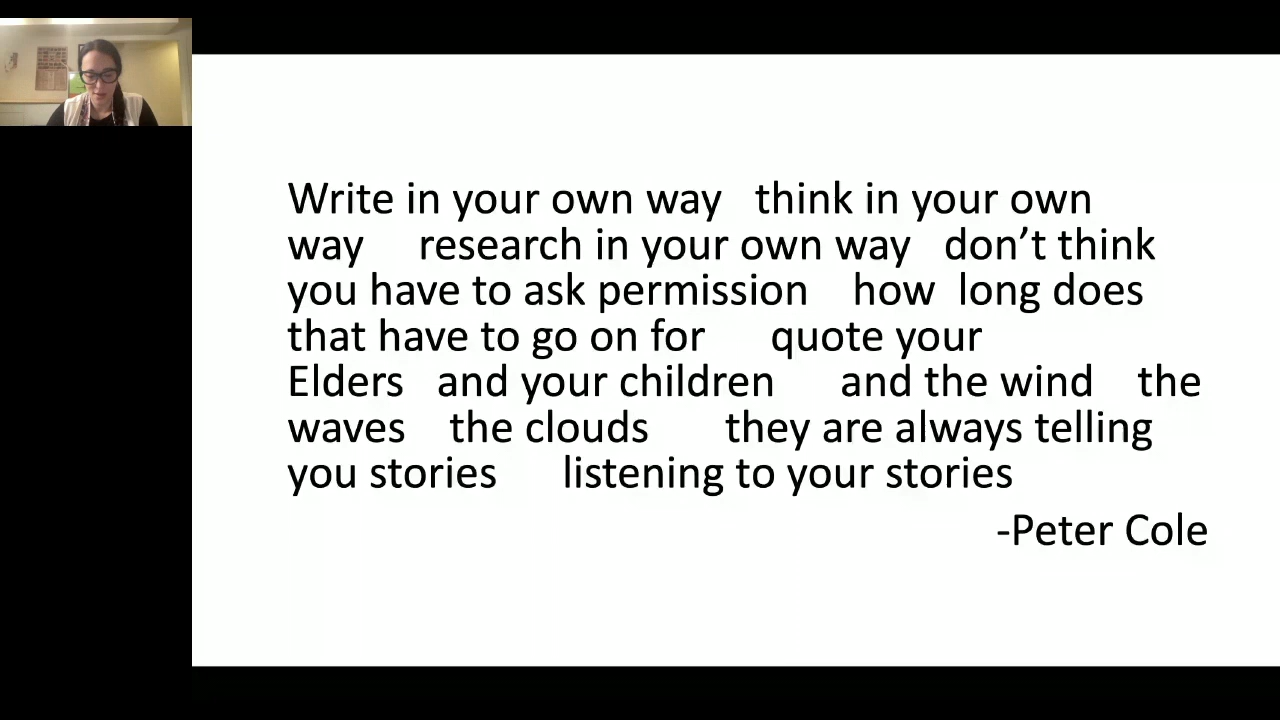 Write in your own way   think in your own
way     research in your own way   don’t think
you have to ask permission    how  long does
that have to go on for      quote your
Elders   and your children      and the wind    the
waves    the clouds       they are always telling
you stories      listening to your stories
-Peter Cole